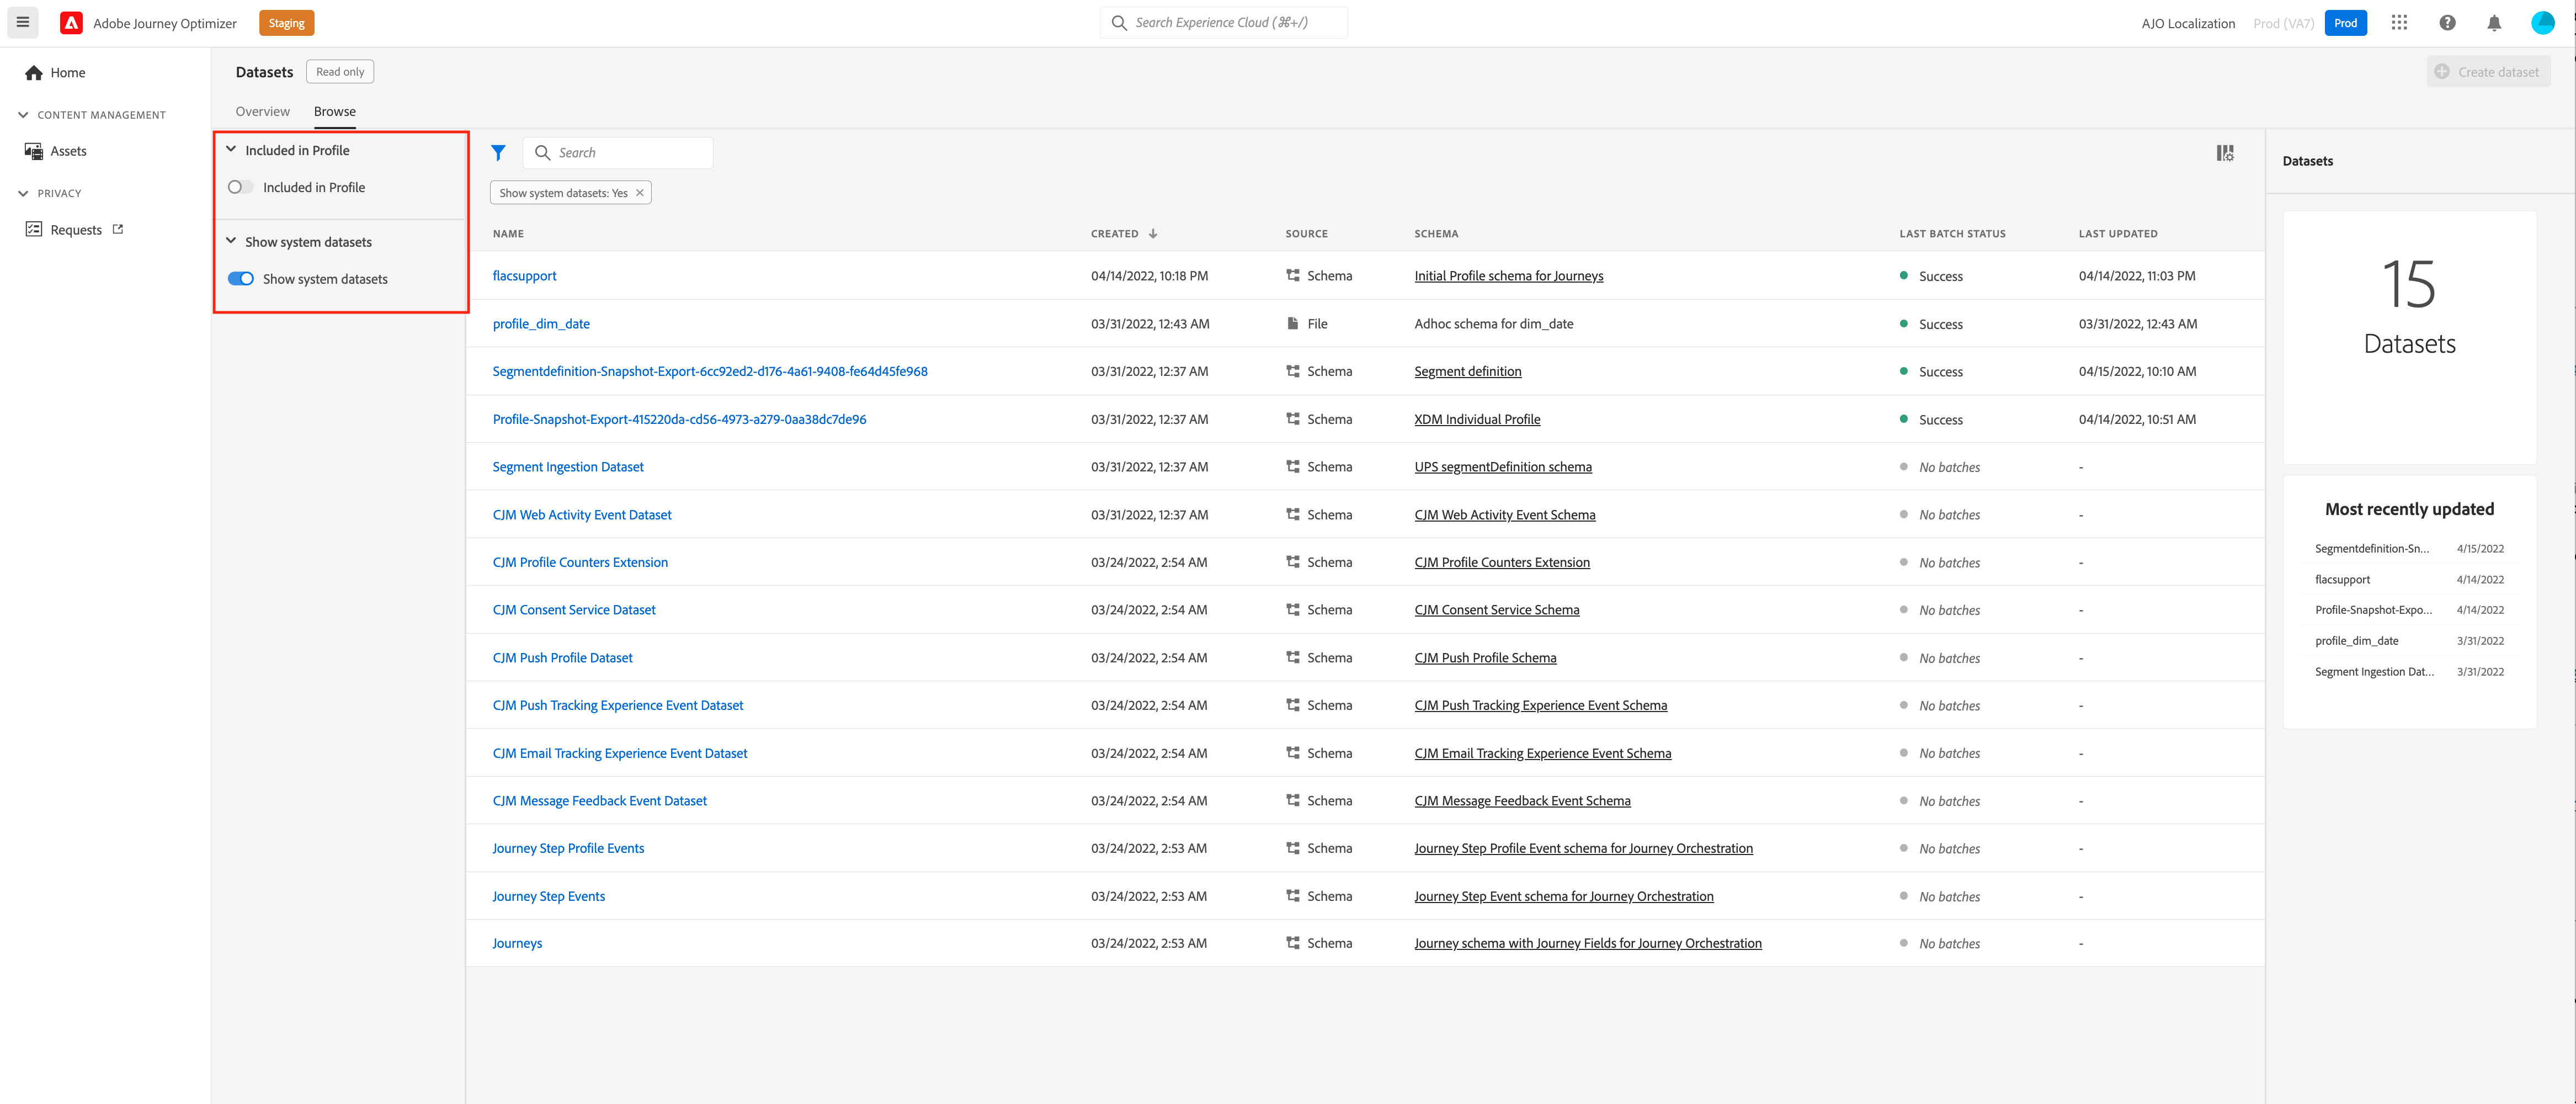 Adobe Journey Optimizer Staging Search Experience Cloud (⌘+/) AJO Localization Prod (VA7) Prod
Home
CONTENT MANAGEMENT
Assets
PRIVACY
Requests
Datasets Read only Create dataset
Overview Browse
Included in Profile
Included in Profile
Show system datasets
Show system datasets
Search
Show system datasets: Yes
NAME CREATED SOURCE SCHEMA LAST BATCH STATUS LAST UPDATED
flacsupport 04/14/2022, 10:18 PM Schema Initial Profile schema for Journeys Success 04/14/2022, 11:03 PM
profile_dim_date 03/31/2022, 12:43 AM File Adhoc schema for dim_date Success 03/31/2022, 12:43 AM
Segmentdefinition-Snapshot-Export-6cc92ed2-d176-4a61-9408-fe64d45fe968 03/31/2022, 12:37 AM Schema Segment definition Success 04/15/2022, 10:10 AM
Profile-Snapshot-Export-415220da-cd56-4973-a279-0aa38dc7de96 03/31/2022, 12:37 AM Schema XDM Individual Profile Success 04/14/2022, 10:51 AM
Segment Ingestion Dataset 03/31/2022, 12:37 AM Schema UPS segmentDefinition schema No batches -
CJM Web Activity Event Dataset 03/31/2022, 12:37 AM Schema CJM Web Activity Event Schema No batches -
CJM Profile Counters Extension 03/24/2022, 2:54 AM Schema CJM Profile Counters Extension No batches -
CJM Consent Service Dataset 03/24/2022, 2:54 AM Schema CJM Consent Service Schema No batches -
CJM Push Profile Dataset 03/24/2022, 2:54 AM Schema CJM Push Profile Schema No batches -
CJM Push Tracking Experience Event Dataset 03/24/2022, 2:54 AM Schema CJM Push Tracking Experience Event Schema No batches -
CJM Email Tracking Experience Event Dataset 03/24/2022, 2:54 AM Schema CJM Email Tracking Experience Event Schema No batches -
CJM Message Feedback Event Dataset 03/24/2022, 2:54 AM Schema CJM Message Feedback Event Schema No batches -
Journey Step Profile Events 03/24/2022, 2:53 AM Schema Journey Step Profile Event schema for Journey Orchestration No batches -
Journey Step Events 03/24/2022, 2:53 AM Schema Journey Step Event schema for Journey Orchestration No batches -
Journeys 03/24/2022, 2:53 AM Schema Journey schema with Journey Fields for Journey Orchestration No batches -
Datasets
15
Datasets
Most recently updated
Segmentdefinition-Sn... 4/15/2022
flacsupport 4/14/2022
Profile-Snapshot-Expo... 4/14/2022
profile_dim_date 3/31/2022
Segment Ingestion Dat... 3/31/2022